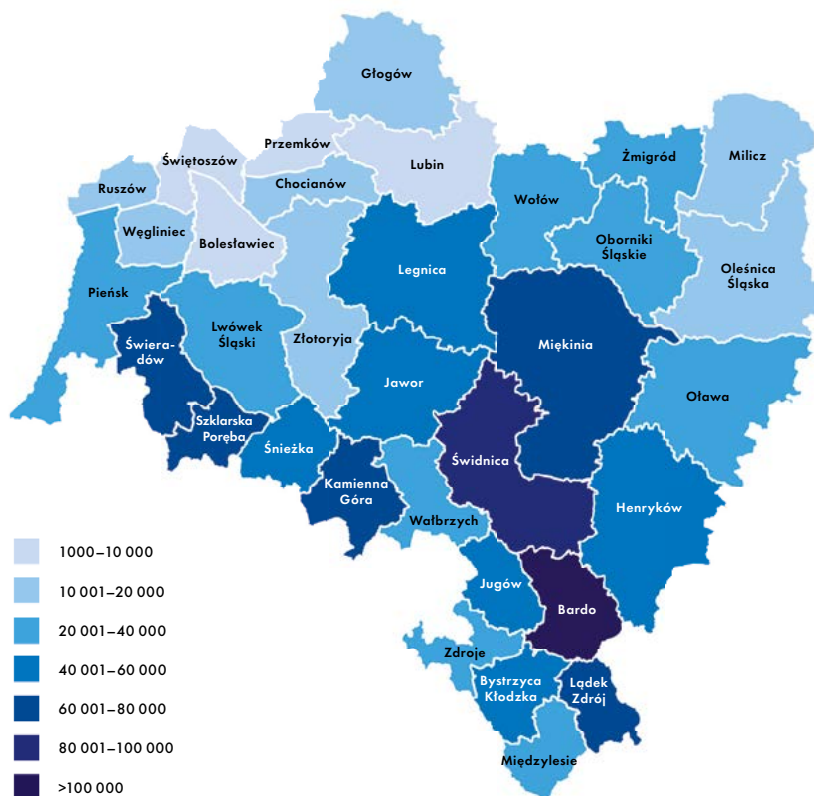 Głogów
Przemków
Świętoszów
Lubin
Żmigród
Milicz
Ruszów
Chocianów
Wołów
Węgliniec
Bolesławiec
Oborniki
Śląskie
Legnica
Oleśnica
Śląska
Pieńsk
Lwówek
Śląski
Złotoryja
Świera-
dów
Miękinia
Jawor
Oława
Szklarska
Poręba
Śnieżka
Świdnica
Kamienna
Góra
Henryków
Wałbrzych
Jugów
Bardo
Zdroje
Bystrzyca
Kłodzka
Lądek
Zdrój
Międzylesie
1000–10 000
10 001–20 000
20 001–40 000
40 001–60 000
60 001–80 000
80 001–100 000
>100 000